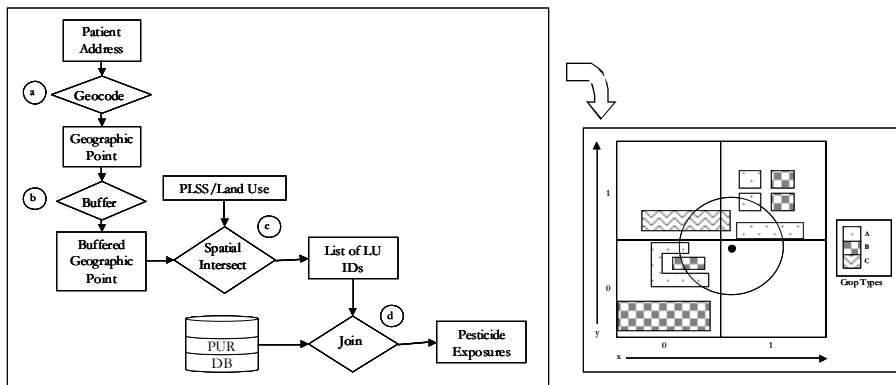 Patient
Address
a
Geocode
Geographic
Point
b
Buffer
PLSS/Land Use
c
Buffered
Geographic
Point
Spatial
Intersect
List of LU
IDs
d
PUR
DB
Join
Pesticide
Exposures
1
0
y
0
1
x
A
B
C
Crop Types